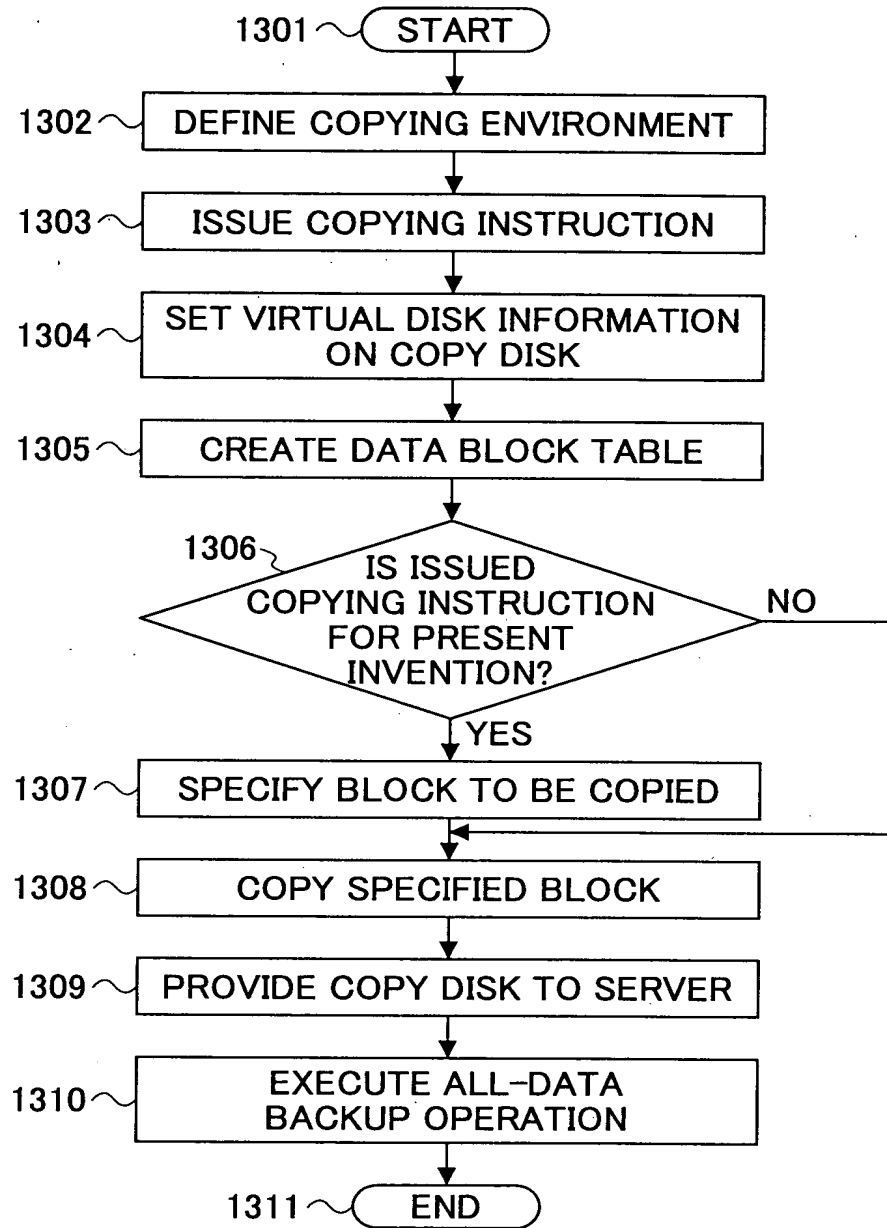 1301 START
1302 DEFINE COPYING ENVIRONMENT
1303 ISSUE COPYING INSTRUCTION
1304 SET VIRTUAL DISK INFORMATION
ON COPY DISK
1305 CREATE DATA BLOCK TABLE
1306 IS ISSUED
COPYING INSTRUCTION
FOR PRESENT
INVENTION?
NO
YES
1307 SPECIFY BLOCK TO BE COPIED
1308 COPY SPECIFIED BLOCK
1309 PROVIDE COPY DISK TO SERVER
1310 EXECUTE ALL-DATA
BACKUP OPERATION
1311 END